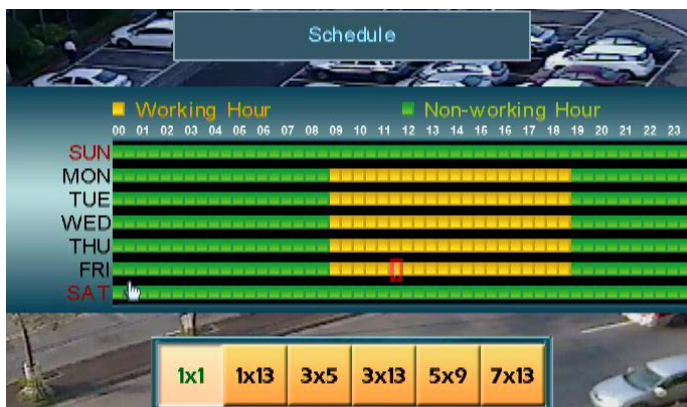 Schedule
Working Hour Non-working Hour
00 01 02 03 04 05 06 07 08 09 10 11 12 13 14 15 16 17 18 19 20 21 22 23
SUN
MON
TUE
WED
THU
FRI
SAT
1x1 1x13 3x5 3x13 5x9 7x13